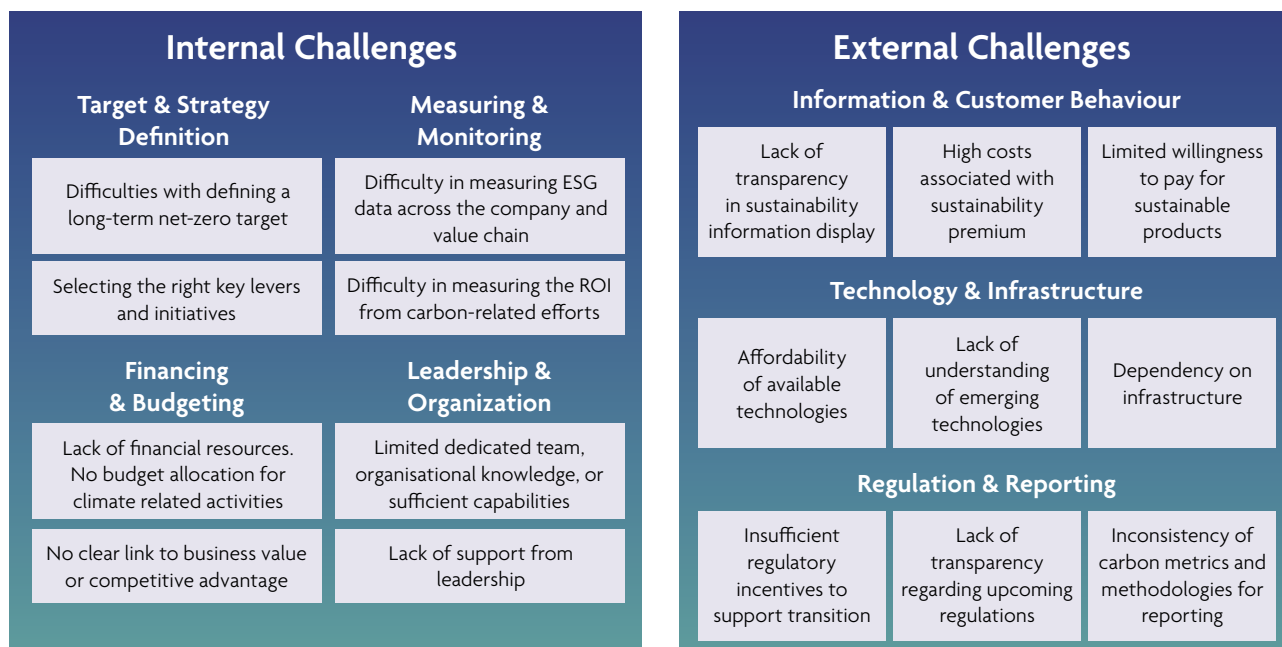 Internal Challenges
Target & Strategy
Definition
Difficulties with defining a
long-term net-zero target
Selecting the right key levers
and initiatives
Measuring &
Monitoring
Difficulty in measuring ESG
data across the company and
value chain
Difficulty in measuring the ROI
from carbon-related efforts
Financing
& Budgeting
Lack of financial resources.
No budget allocation for
climate related activities
No clear link to business value
or competitive advantage
Leadership &
Organization
Limited dedicated team,
organisational knowledge, or
sufficient capabilities
Lack of support from
leadership
External Challenges
Information & Customer Behaviour
Lack of
transparency
in sustainability
information display
High costs
associated with
sustainability
premium
Limited willingness
to pay for
sustainable
products
Technology & Infrastructure
Affordability
of available
technologies
Lack of
understanding
of emerging
technologies
Dependency on
infrastructure
Regulation & Reporting
Insufficient
regulatory
incentives to
support transition
Lack of
transparency
regarding upcoming
regulations
Inconsistency of
carbon metrics and
methodologies for
reporting